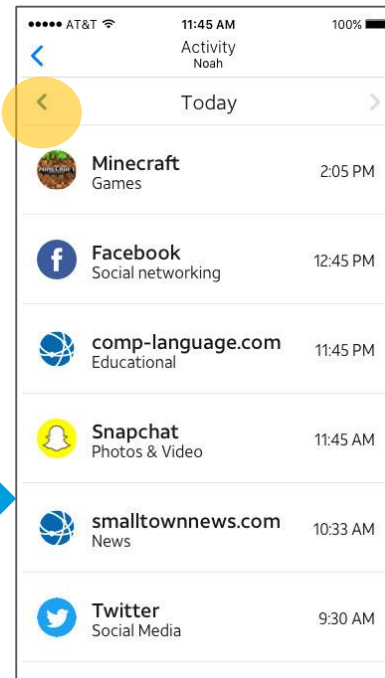 AT&T 11:45 AM 100%
Activity
Noah
Today
Minecraft
Games
2:05 PM
Facebook
Social networking
12:45 PM
comp-language.com
Educational
11:45 PM
Snapchat
Photos & Video
11:45 AM
smalltownnews.com
News
10:33 AM
Twitter
Social Media
9:30 AM